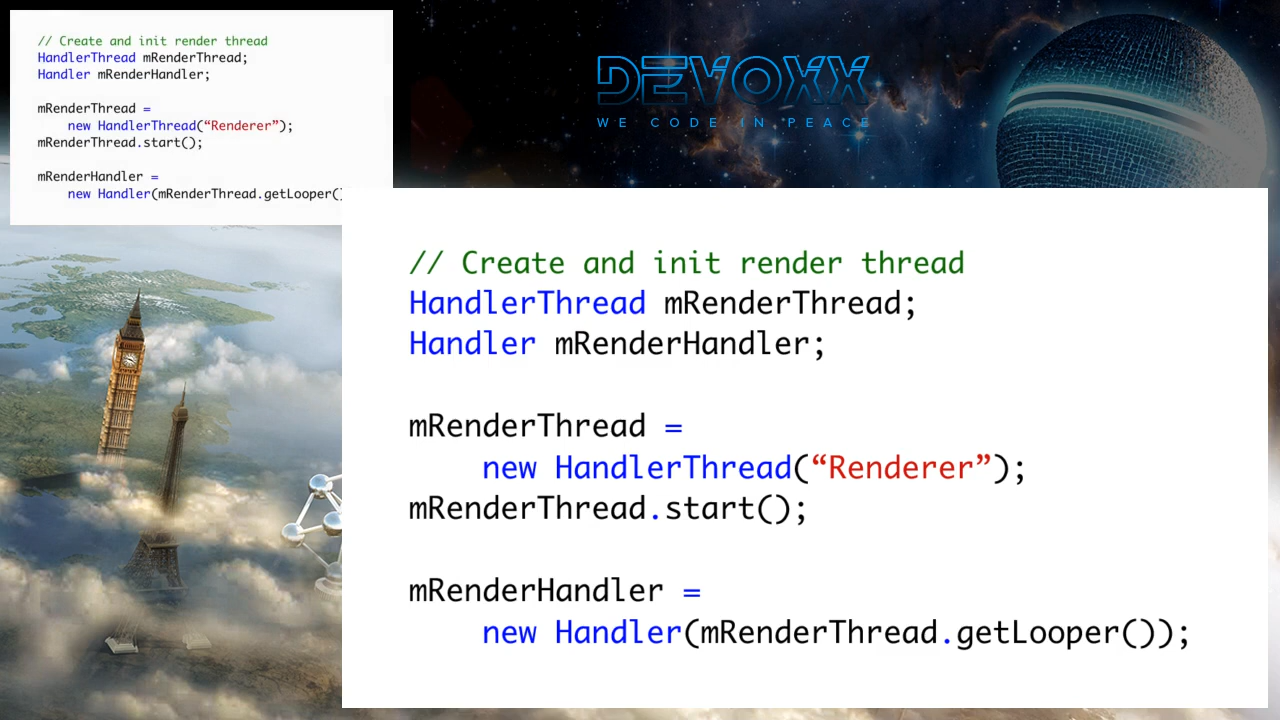 // Create and init render thread
HandlerThread mRenderThread;
Handler mRenderHandler;
mRenderThread =
    new HandlerThread(“Renderer”);
mRenderThread.start();
mRenderHandler =
    new Handler(mRenderThread.getLooper()
DEVOXX
WE CODE IN PEACE
// Create and init render thread
HandlerThread mRenderThread;
Handler mRenderHandler;
mRenderThread =
    new HandlerThread(“Renderer”);
mRenderThread.start();
mRenderHandler =
    new Handler(mRenderThread.getLooper());